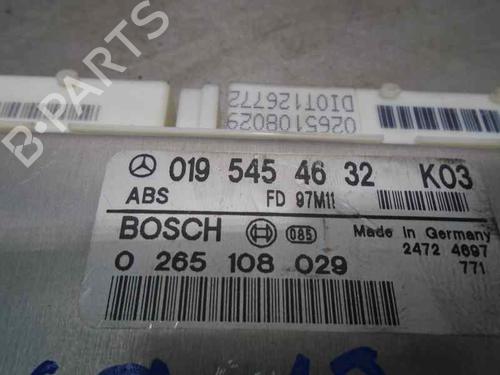 B-PARTS
0265108029
DIOT126772
019 545 46 32 K03
ABS FD 97M11
BOSCH 085 Made in Germany
2472 4697
0 265 108 029 771